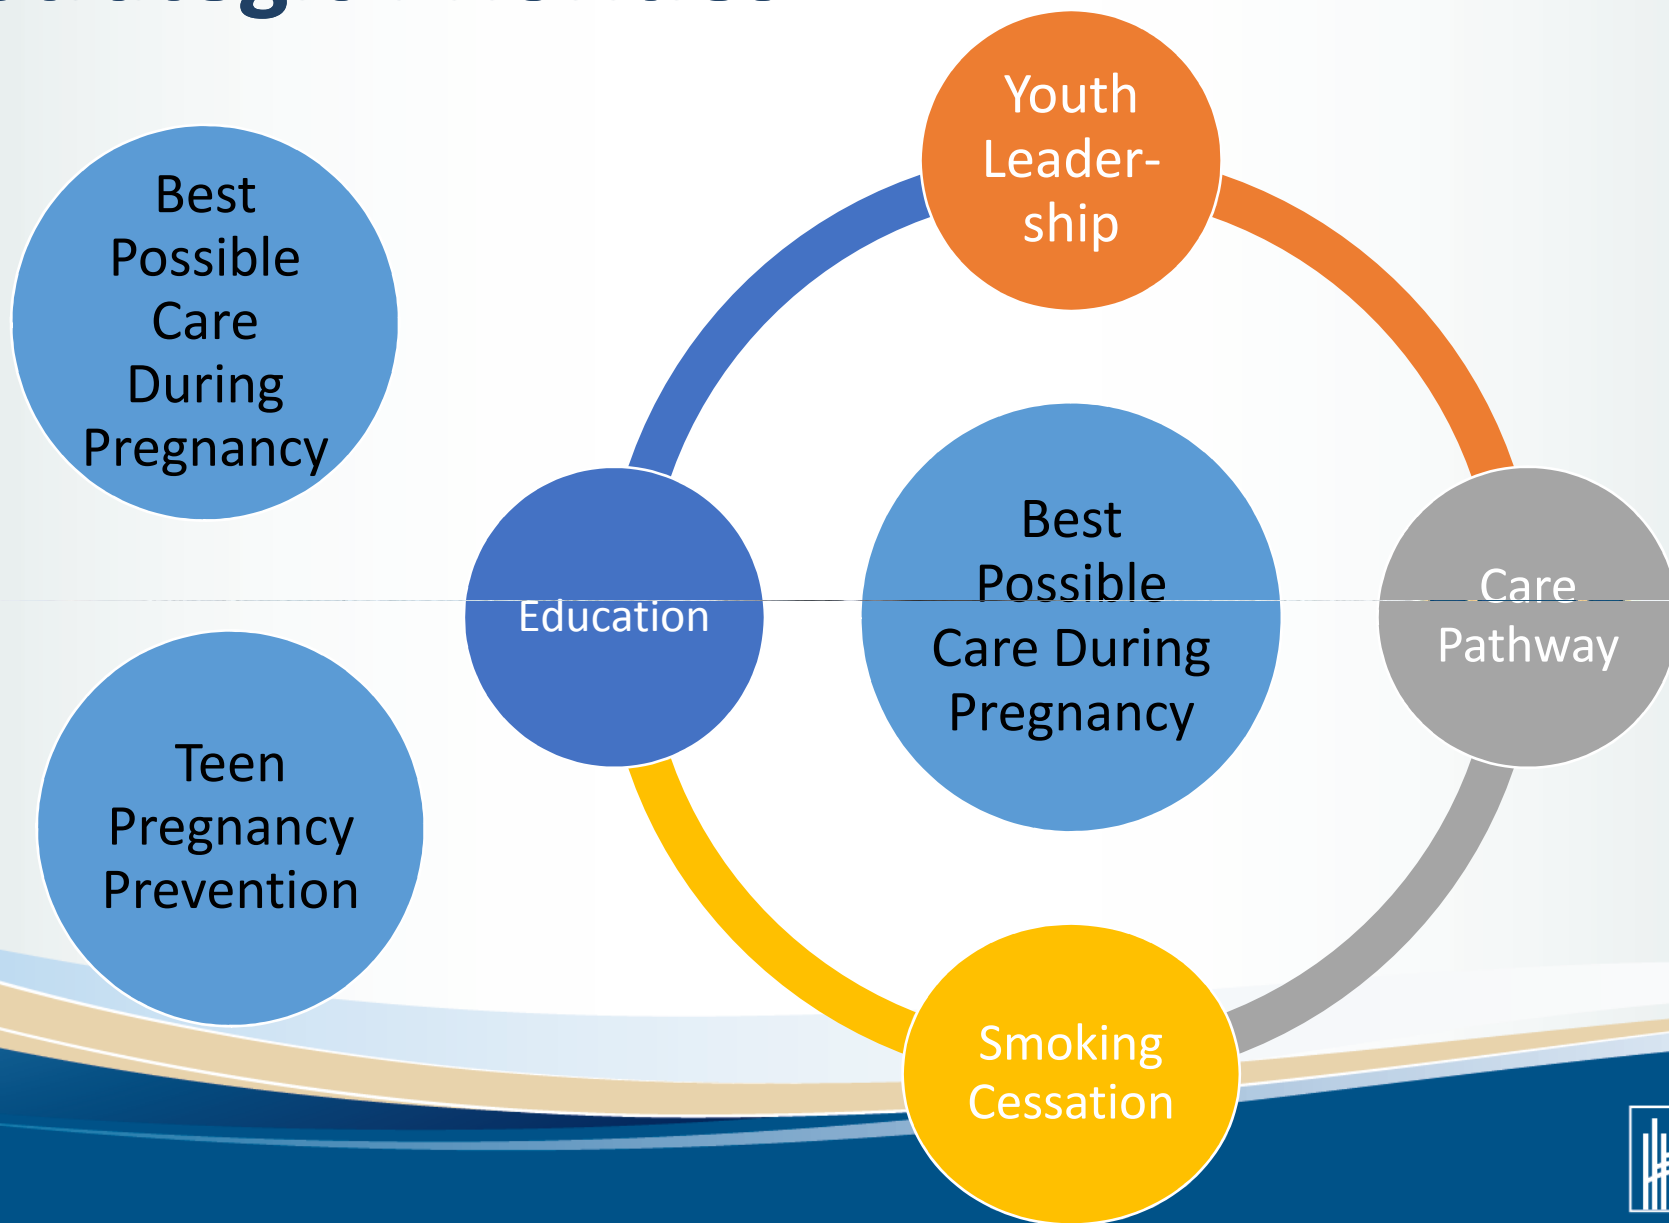 Best
Possible
Care
During
Pregnancy
Teen
Pregnancy
Prevention
Youth
Leader-
ship
Education
Best
Possible
Care During
Pregnancy
Care
Pathway
Smoking
Cessation